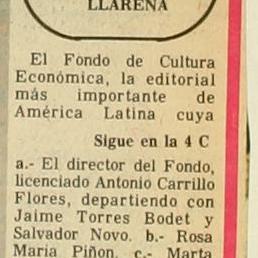 LLARENA
El Fondo de Cultura
Económica, la editorial
más importante de
América Latina cuya
Sigue en la 4 C
a.- El director del Fondo,
licenciado Antonio Carrillo
Flores, departiendo con
Jaime Torres Bodet y
Salvador Novo. b.- Rosa
María Piñon. c.- Marta